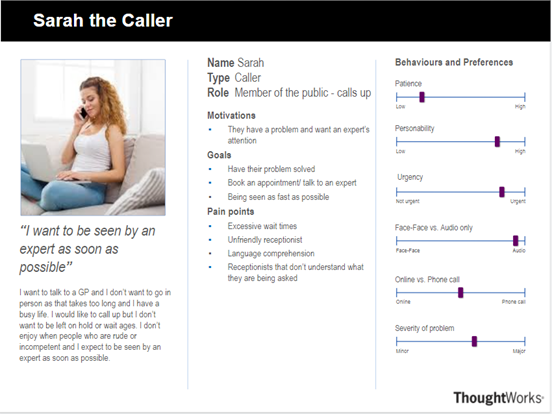 Sarah the Caller
“I want to be seen by an
expert as soon as
possible”
I want to talk to a GP and I don’t want to go in
person as that takes too long and I have a
busy life. I would like to call up but I don’t
want to be left on hold or wait ages. I don’t
enjoy when people who are rude or
incompetent and I expect to be seen by an
expert as soon as possible.
Name Sarah
Type Caller
Role Member of the public - calls up
Motivations
• They have a problem and want an expert’s
attention
Goals
• Have their problem solved
• Book an appointment/ talk to an expert
• Being seen as fast as possible
Pain points
• Excessive wait times
• Unfriendly receptionist
• Language comprehension
• Receptionists that don’t understand what
they are being asked
Behaviours and Preferences
Patience
Low High
Personability
Low High
Urgency
Not urgent Urgent
Face-Face vs. Audio only
Face-Face Audio
Online vs. Phone call
Online Phone call
Severity of problem
Minor Major
ThoughtWorks®